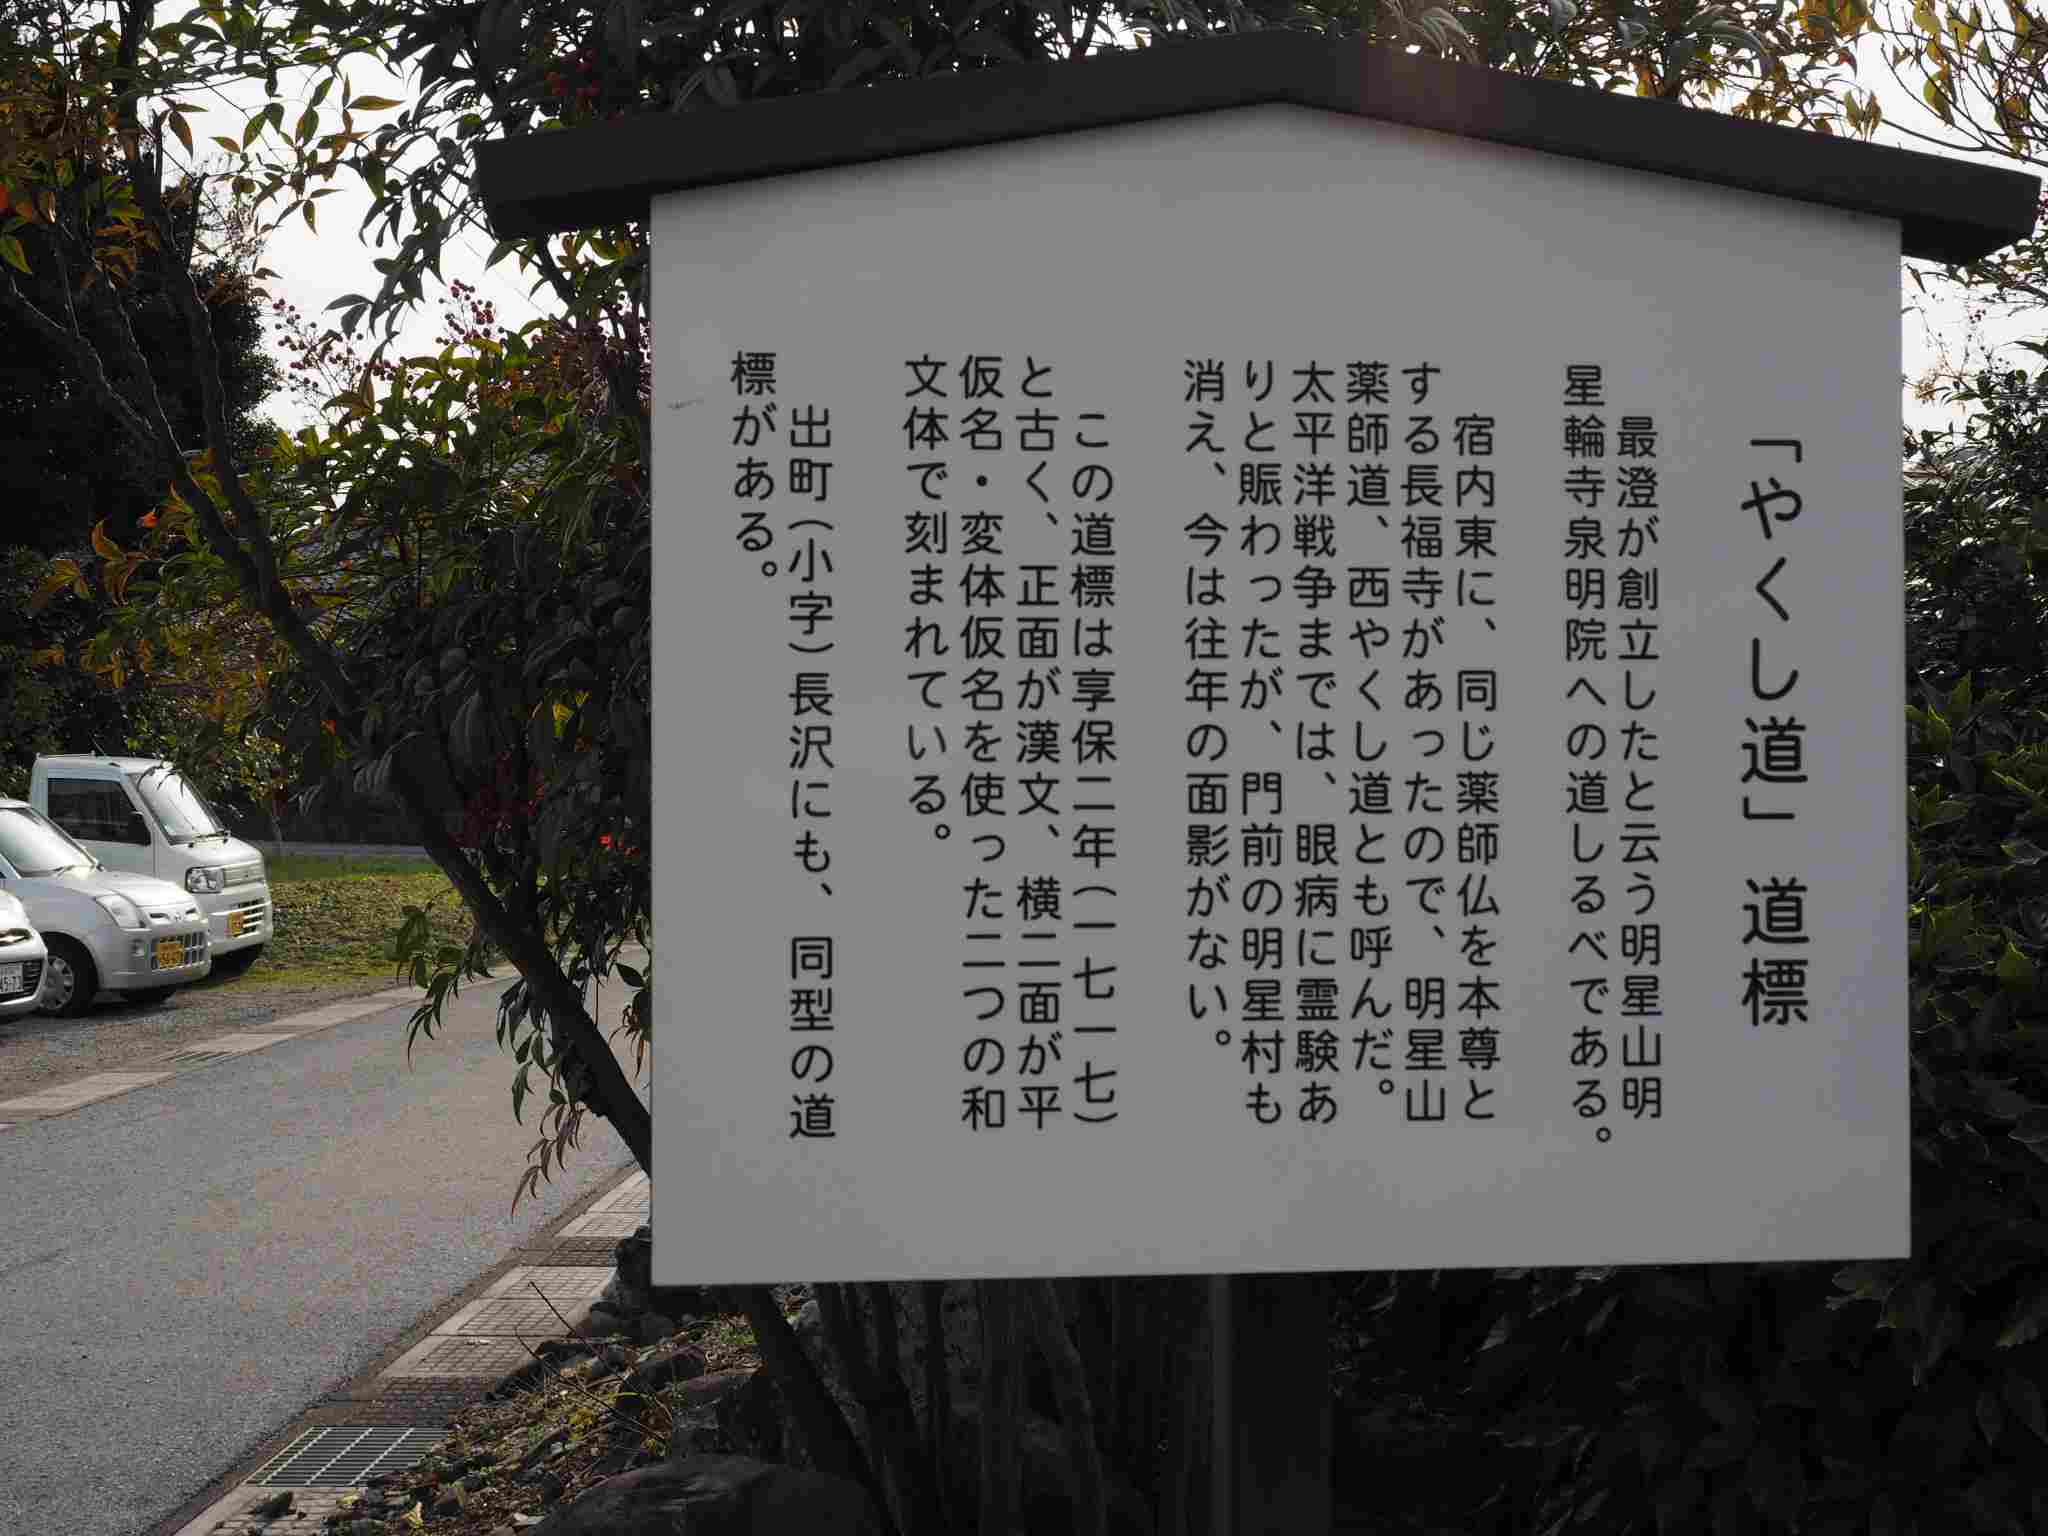 「やくし道」道標
最澄が創立したと云う明星山明
星輪寺泉明院への道しるべである。
宿内東に、同じ薬師仏を本尊と
する長福寺があったので、明星山
薬師道、西やくし道とも呼んだ。
太平洋戦争までは、眼病に霊験あ
りと賑わったが、門前の明星村も
消え、今は往年の面影がない。
この道標は享保二年(一七一七)
と古く、正面が漢文、横二面が平
仮名・変体仮名を使った二つの和
文体で刻まれている。
出町(小字)長沢にも、同型の道
標がある。